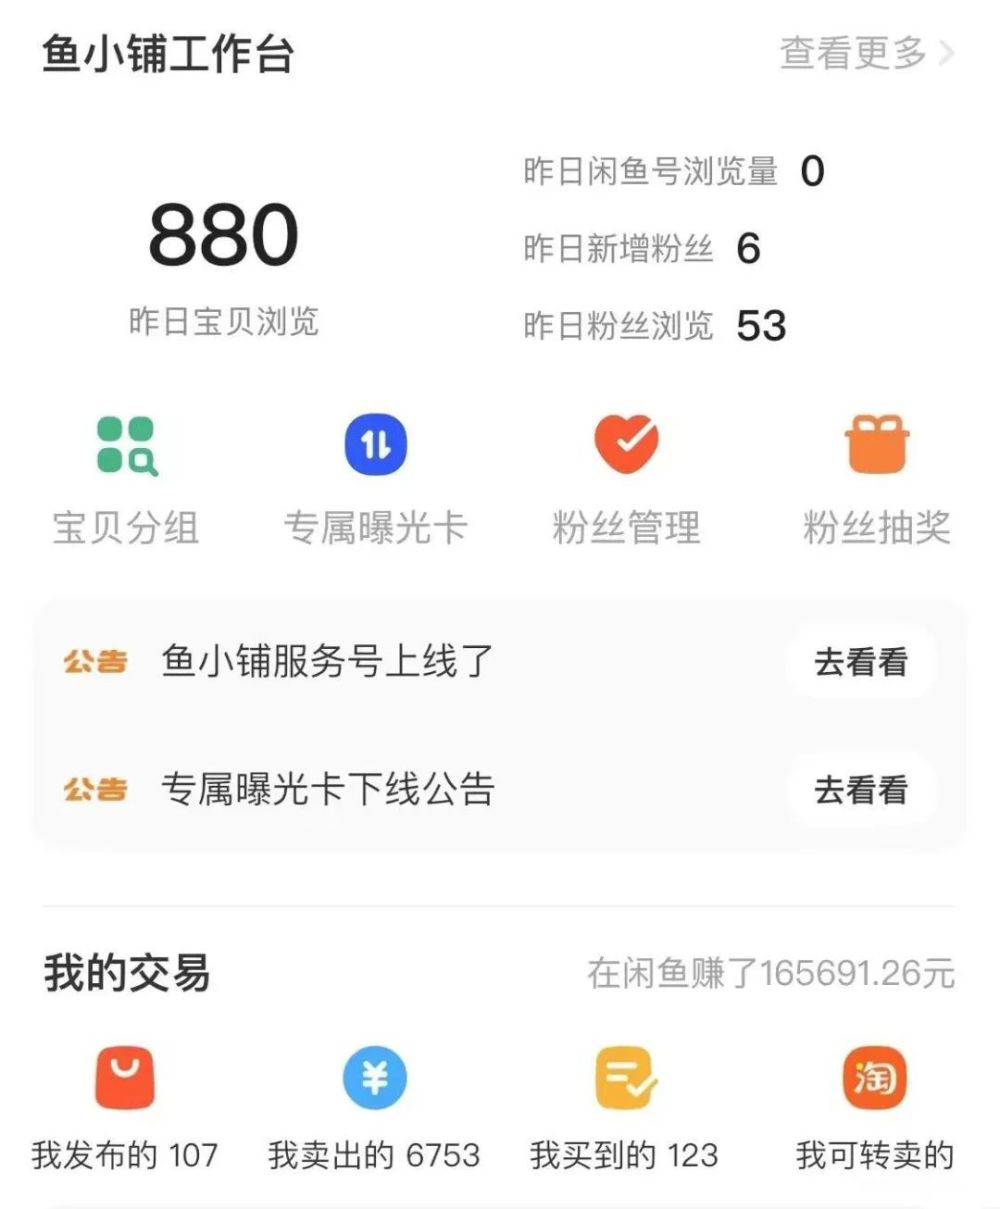 鱼小铺工作台 查看更多
880
昨日宝贝浏览
昨日闲鱼号浏览量 0
昨日新增粉丝 6
昨日粉丝浏览 53
宝贝分组 专属曝光卡 粉丝管理 粉丝抽奖
公告 鱼小铺服务号上线了 去看看
公告 专属曝光卡下线公告 去看看
我的交易 在闲鱼赚了165691.26元
¥ 淘
我发布的 107 我卖出的 6753 我买到的 123 我可转卖的